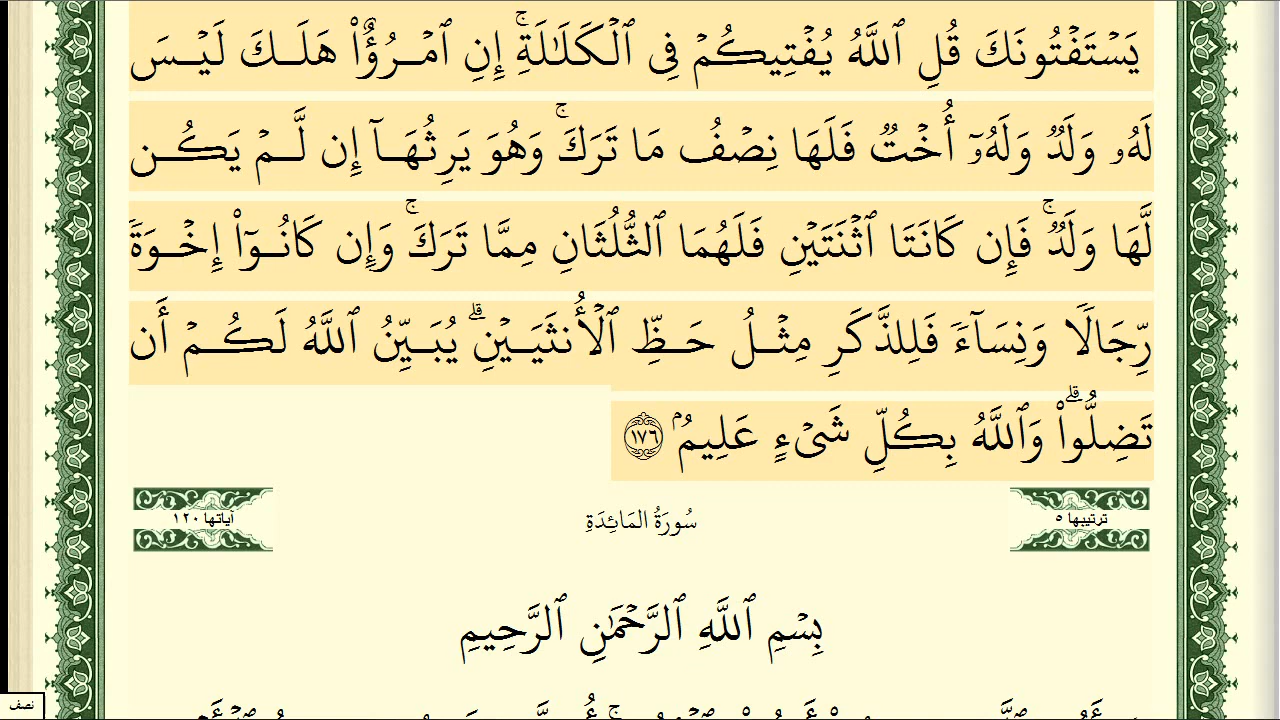 يَسۡتَفۡتُونَكَ قُلِ ٱللَّهُ يُفۡتِيكُمۡ فِي ٱلۡكَلَٰلَةِۚ إِنِ ٱمۡرُؤٌاْ هَلَكَ لَيۡسَ
لَهُۥ وَلَدٞ وَلَهُۥٓ أُخۡتٞ فَلَهَا نِصۡفُ مَا تَرَكَۚ وَهُوَ يَرِثُهَآ إِن لَّمۡ يَكُن
لَّهَا وَلَدٞۚ فَإِن كَانَتَا ٱثۡنَتَيۡنِ فَلَهُمَا ٱلثُّلُثَانِ مِمَّا تَرَكَۚ وَإِن كَانُوٓاْ إِخۡوَةٗ
رِّجَالٗا وَنِسَآءٗ فَلِلذَّكَرِ مِثۡلُ حَظِّ ٱلۡأُنثَيَيۡنِۗ يُبَيِّنُ ٱللَّهُ لَكُمۡ أَن
تَضِلُّواْۗ وَٱللَّهُ بِكُلِّ شَيۡءٍ عَلِيمُۢ ١٧٦
ترتيبها ٥ سُورَةُ المَائِدَةِ آياتها ١٢٠
بِسۡمِ ٱللَّهِ ٱلرَّحۡمَٰنِ ٱلرَّحِيمِ
نصف